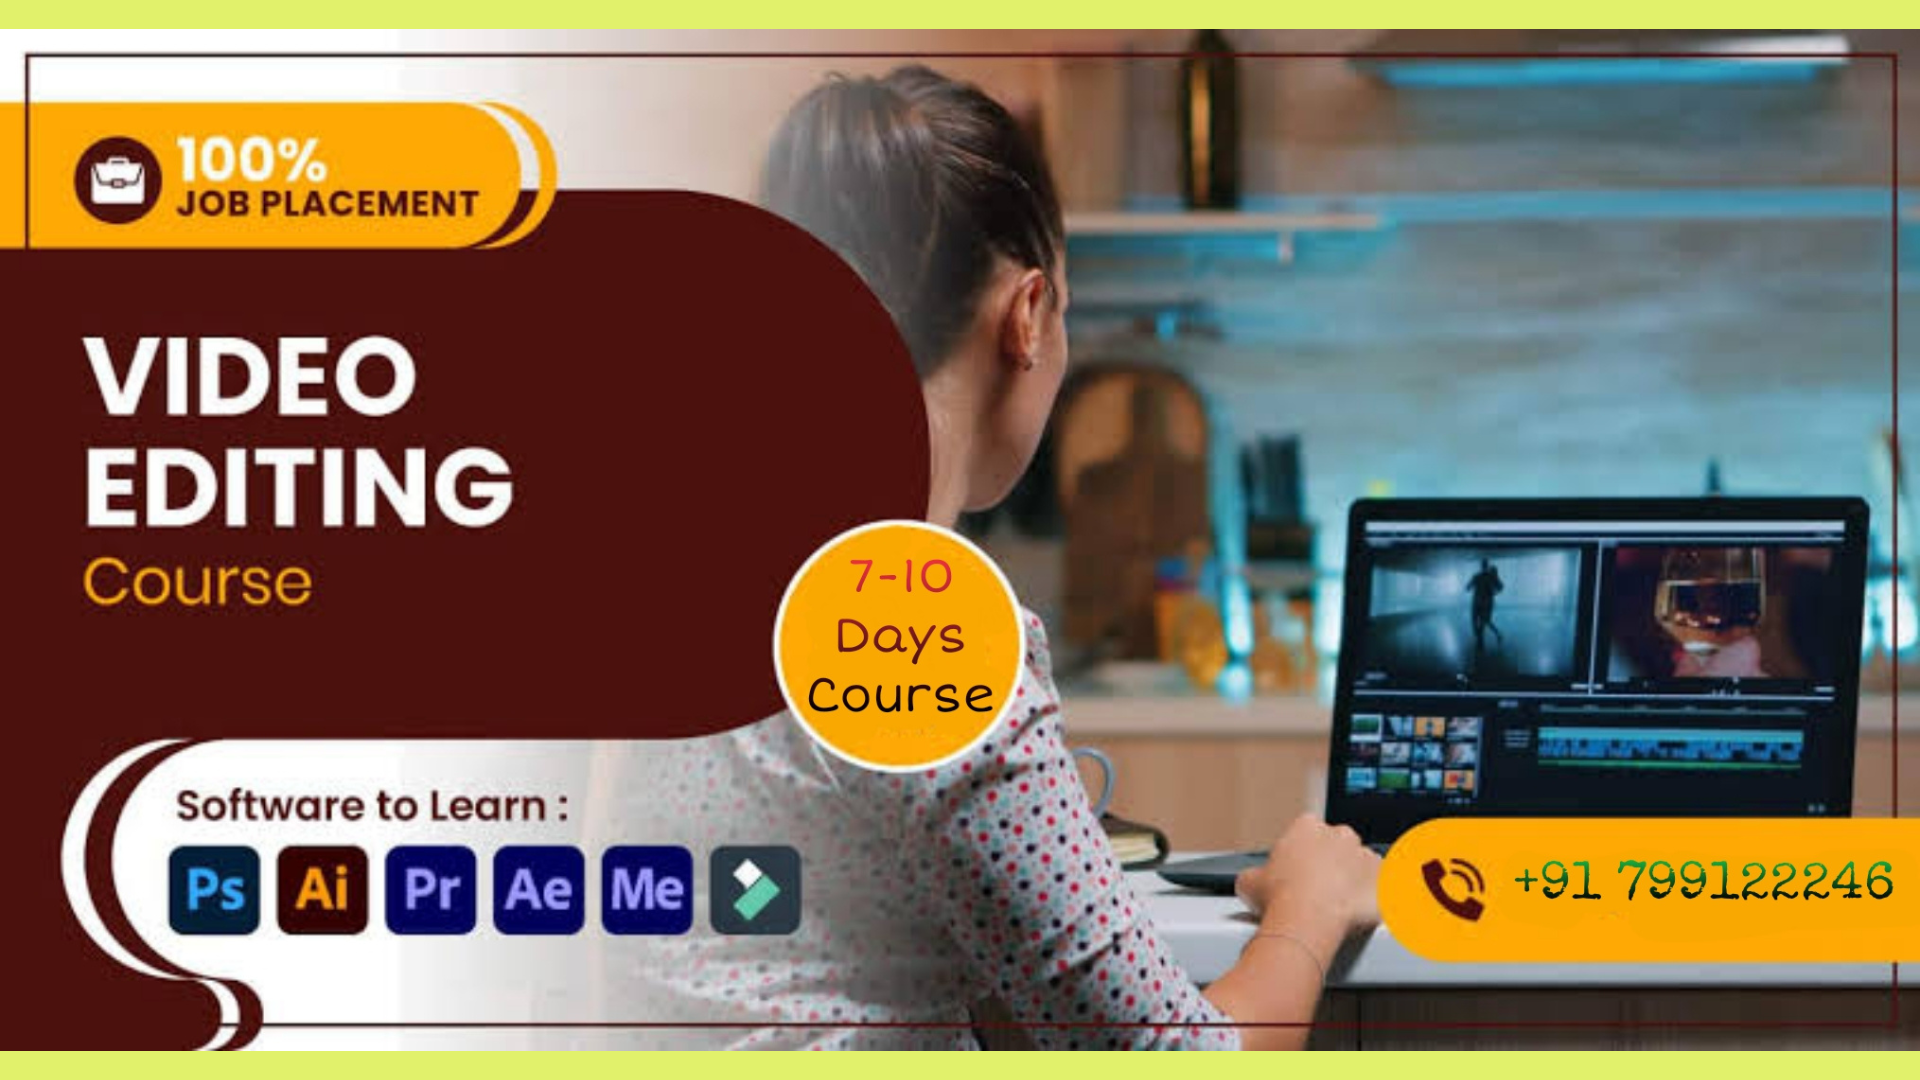 100%
JOB PLACEMENT
VIDEO
EDITING
Course
7-10
Days
Course
Software to Learn :
Ps Ai Pr Ae Me
+91 799122246